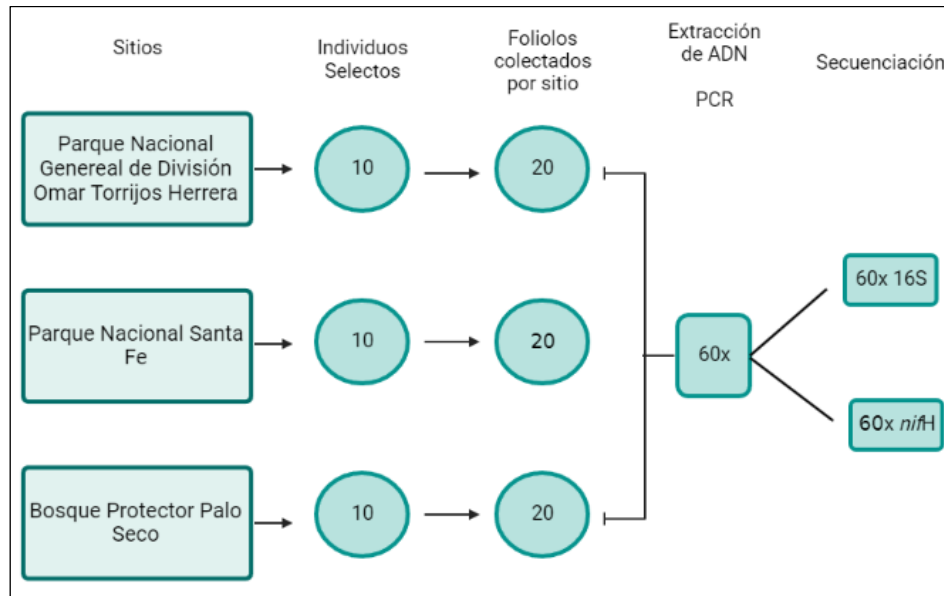 Sitios
Individuos
Selectos
Foliolos
colectados
por sitio
Extracción
de ADN
PCR
Secuenciación
Parque Nacional
Genereal de División
Omar Torrijos Herrera
10
20
Parque Nacional Santa
Fe
10
20
Bosque Protector Palo
Seco
10
20
60x
60x 16S
60x nifH